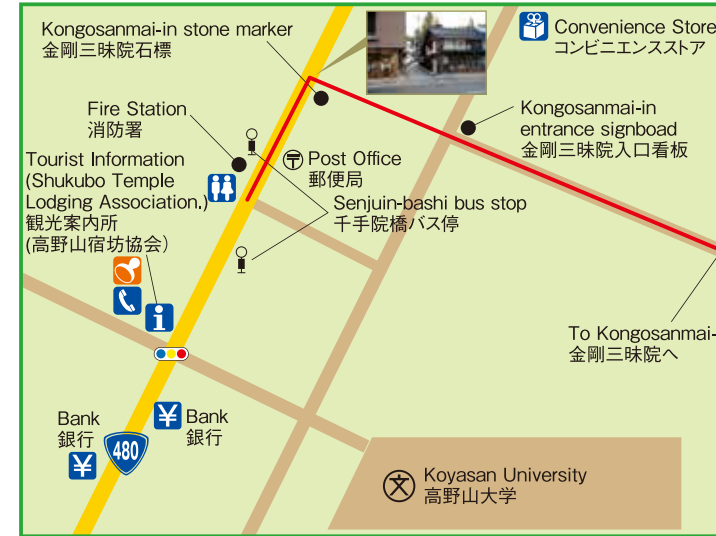 Kongosanmai-in stone marker
金剛三昧院石標
Convenience Store
コンビニエンスストア
Fire Station
消防署
Kongosanmai-in
entrance signboad
金剛三昧院入口看板
Tourist Information
(Shukubo Temple
Lodging Association.)
観光案内所
(高野山宿坊協会)
〒 Post Office
郵便局
Senjuin-bashi bus stop
千手院橋バス停
i
To Kongosanmai-
金剛三昧院へ
Bank
銀行
¥
¥ Bank
銀行
480
文 Koyasan University
高野山大学